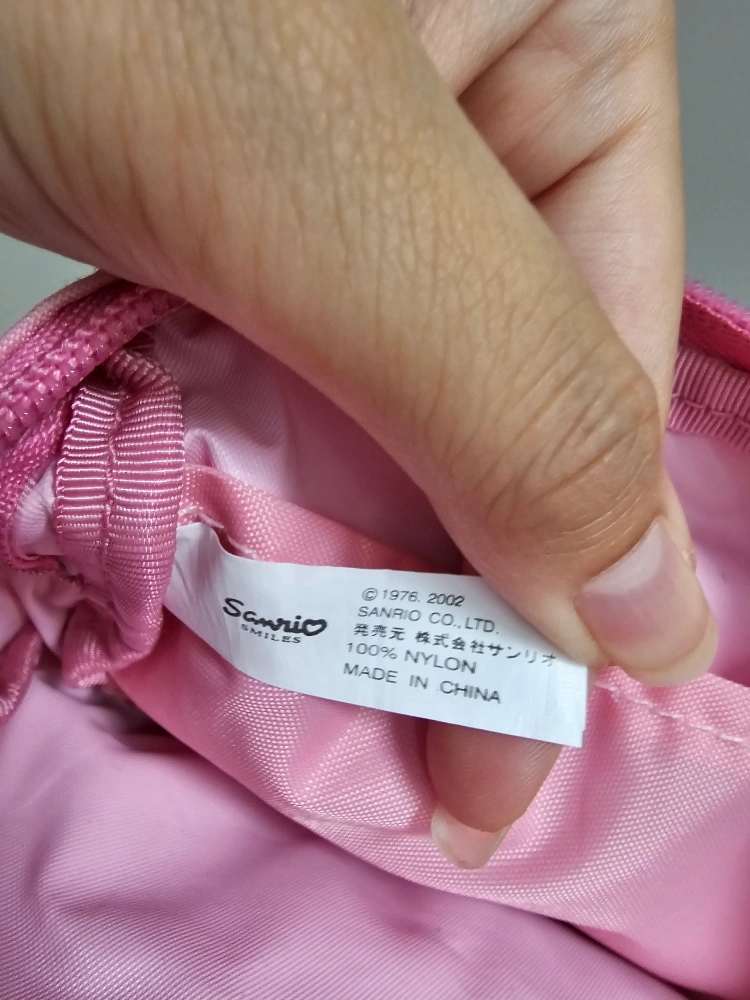 Sanrio
SMILES
©1976, 2002
SANRIO CO., LTD.
発売元 株式会社サンリオ
100% NYLON
MADE IN CHINA